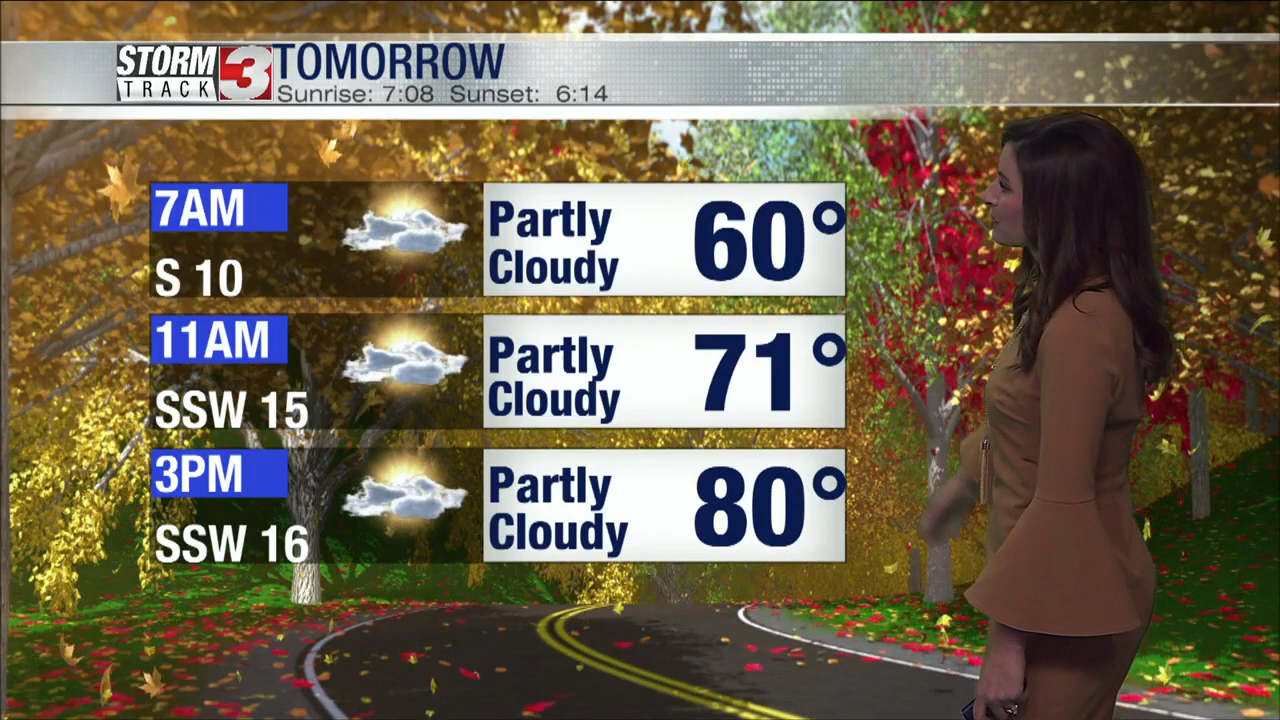 STORM
TRACK
3
TOMORROW
Sunrise: 7:08 Sunset: 6:14
7AM
S 10
Partly
Cloudy
60°
11AM
SSW 15
Partly
Cloudy
71°
3PM
SSW 16
Partly
Cloudy
80°